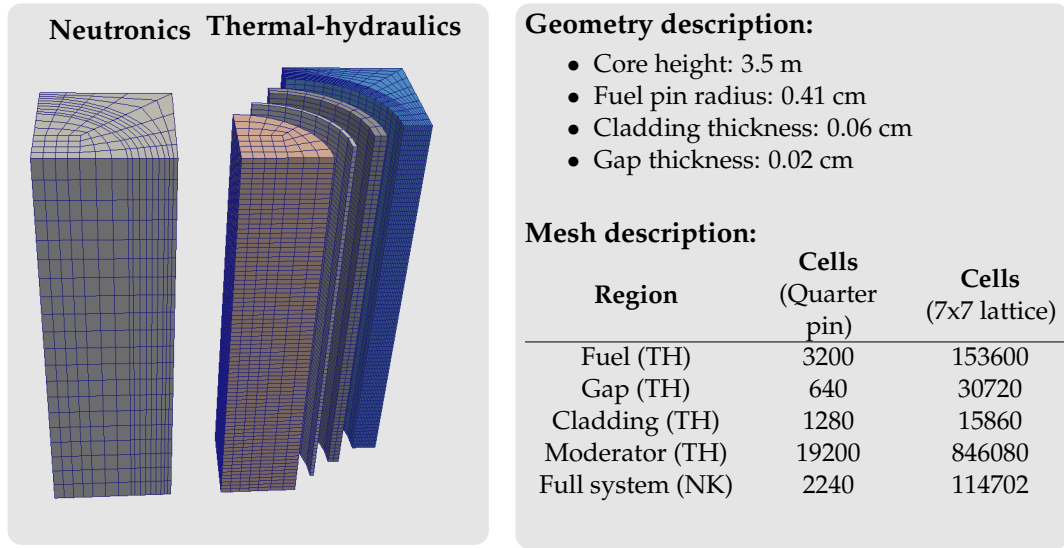 Neutronics Thermal-hydraulics
Geometry description:
• Core height: 3.5 m
• Fuel pin radius: 0.41 cm
• Cladding thickness: 0.06 cm
• Gap thickness: 0.02 cm
Mesh description:
Region Cells (Quarter pin) Cells (7x7 lattice)
Fuel (TH) 3200 153600
Gap (TH) 640 30720
Cladding (TH) 1280 15860
Moderator (TH) 19200 846080
Full system (NK) 2240 114702